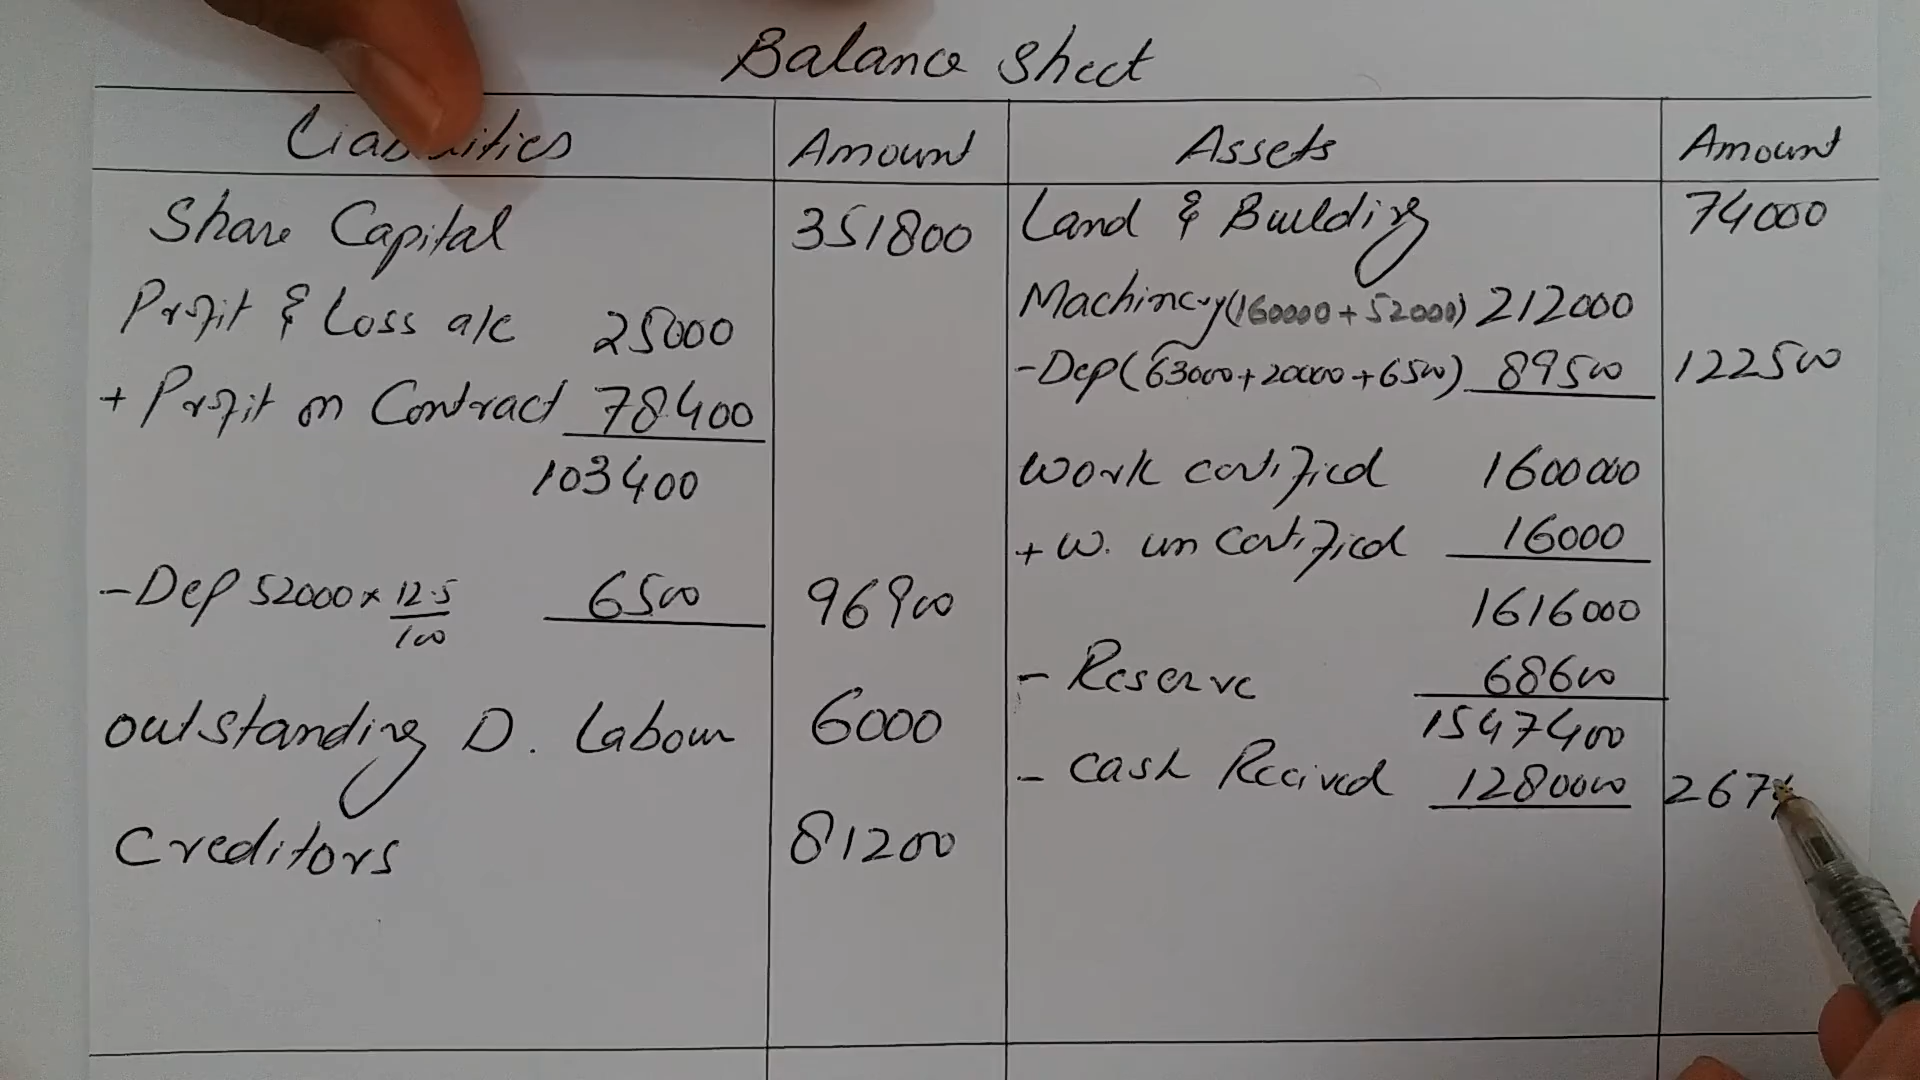 Balance Sheet
Liabilities Amount Assets Amount
Share Capital 351800 Land & Building 74000
Profit & Loss a/c 25000 Machinery (160000 + 52000) 212000
+ Profit on Contract 78400 - Dep (63000 + 20000 + 6500) 89500 122500
103400 Work certified 1600000
+ W. un certified 16000
- Dep 52000 × 12.5/100 6500 96900 1616000
- Reserve 68600
Outstanding D. Labour 6000 1547400
- Cash Recived 1280000 267
Creditors 81200